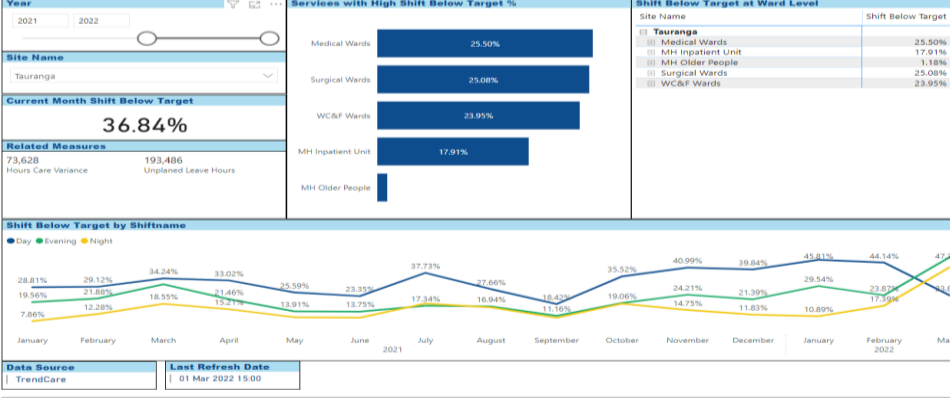 Year
2021
2022
Site Name
Tauranga
Current Month Shift Below Target
36.84%
Related Measures
73,628
Hours Care Variance
193,486
Unplaned Leave Hours
Services with High Shift Below Target %
Medical Wards
25.50%
Surgical Wards
25.08%
WC&F Wards
23.95%
MH Inpatient Unit
17.91%
MH Older People
Shift Below Target at Ward Level
Site Name Shift Below Target
Tauranga
Medical Wards 25.50%
MH Inpatient Unit 17.91%
MH Older People 1.18%
Surgical Wards 25.08%
WC&F Wards 23.95%
Shift Below Target by Shiftname
Day Evening Night
28.81% 29.12% 34.24% 33.02% 25.59% 23.35% 37.73% 27.66% 18.42% 35.52% 40.99% 39.84% 45.81% 44.14% 47.
19.56% 21.88% 18.55% 21.46% 13.91% 13.75% 17.34% 16.94% 11.16% 19.06% 24.21% 21.39% 29.54% 23.87%
7.86% 12.28% 15.21% 14.75% 11.83% 10.89% 17.39%
January February March April May June July August September October November December January February Ma
2021 2022
Data Source
TrendCare
Last Refresh Date
01 Mar 2022 15:00